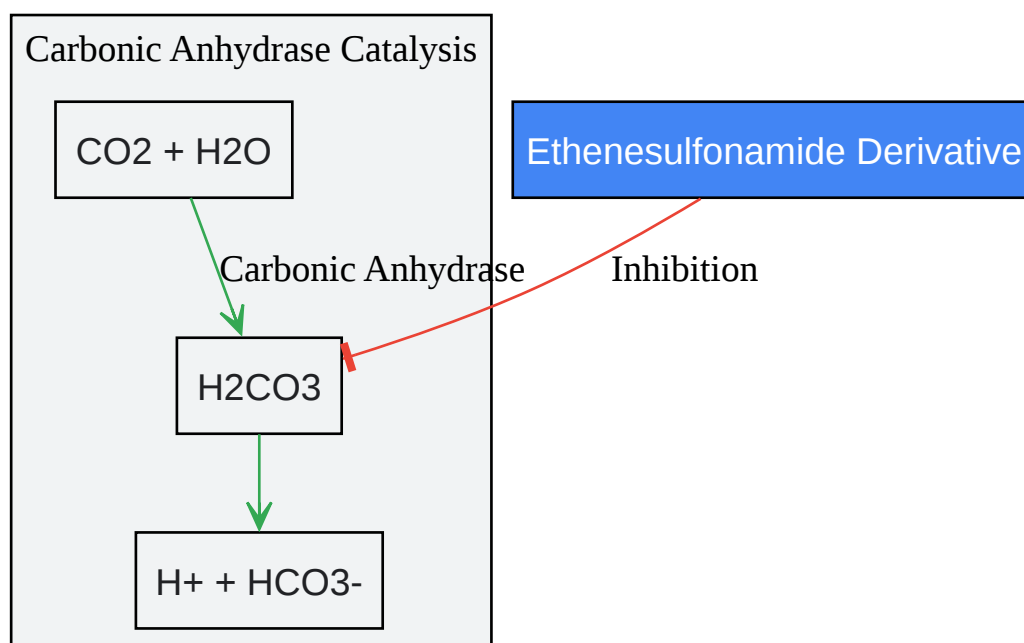 Carbonic Anhydrase Catalysis
CO2 + H2O
Ethenesulfonamide Derivative
Carbonic Anhydrase
Inhibition
H2CO3
H+ + HCO3-